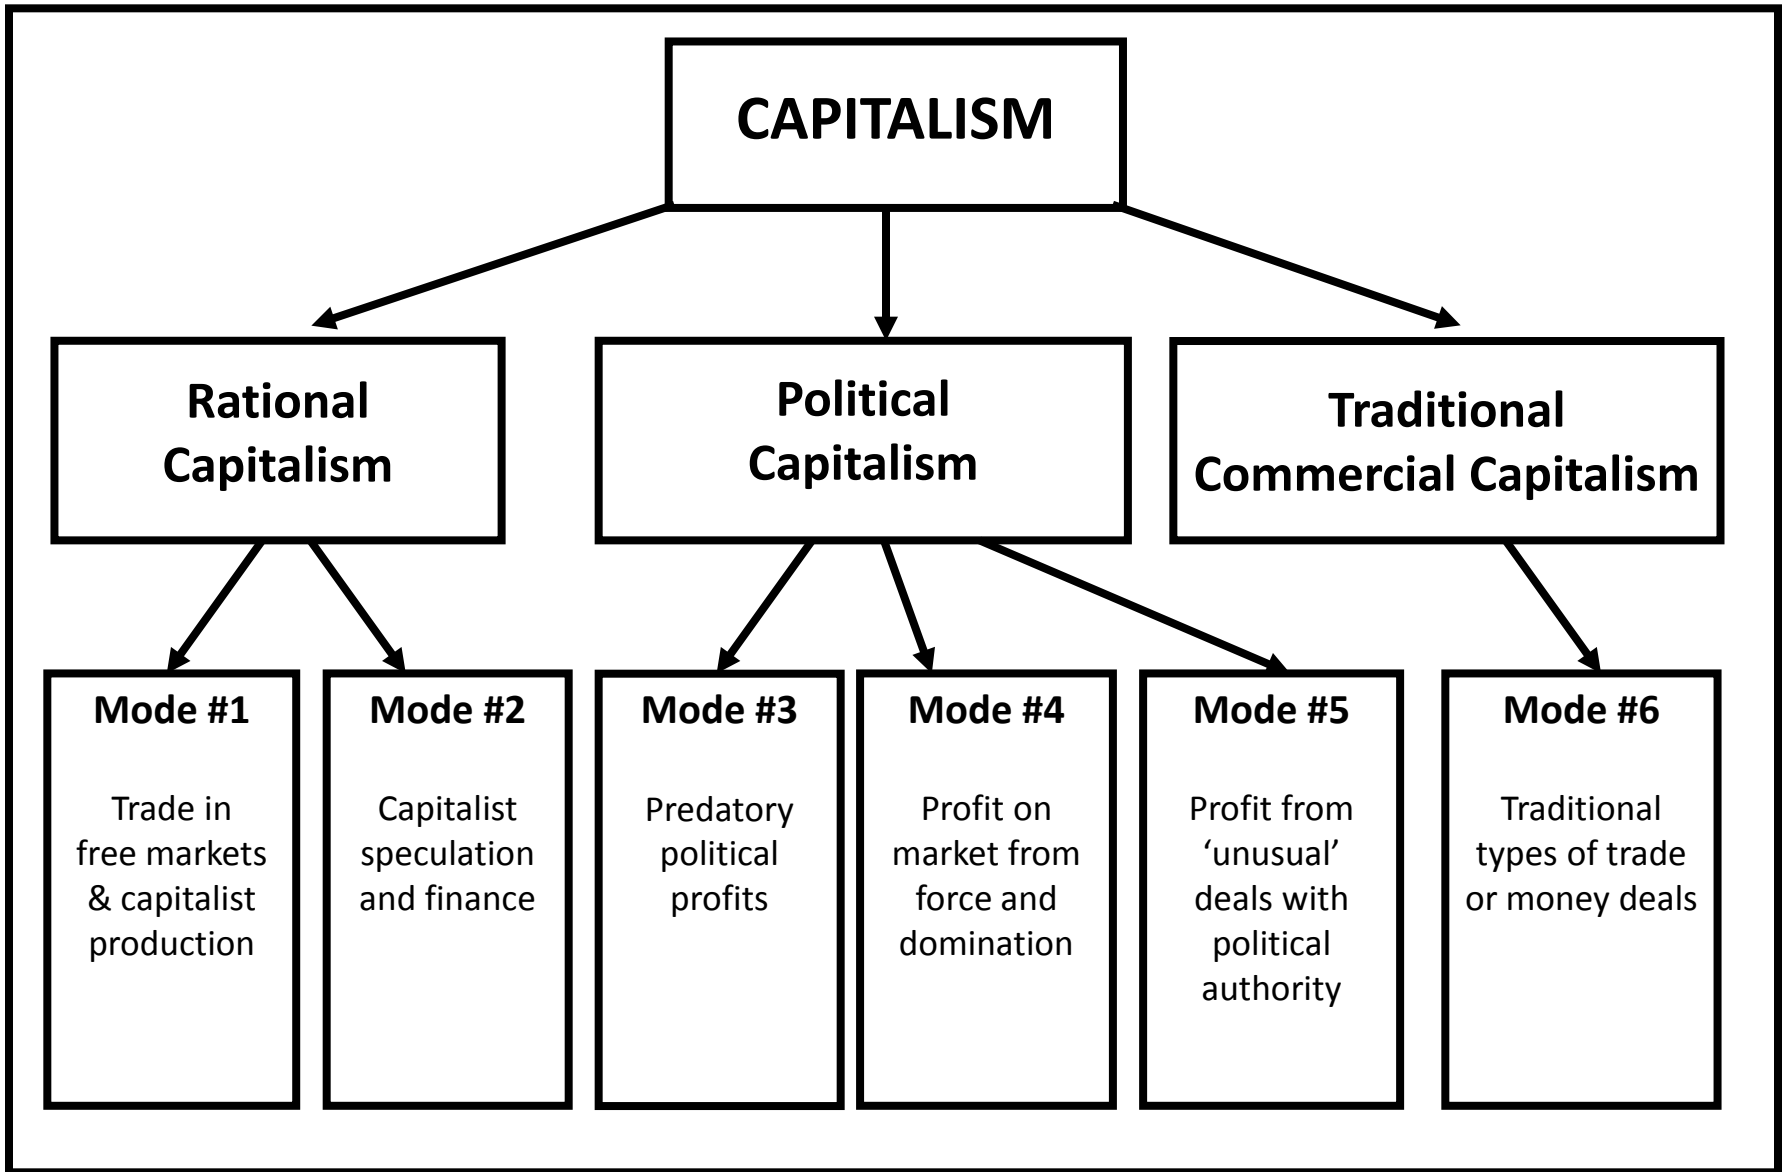 CAPITALISM
Rational
Capitalism
Political
Capitalism
Traditional
Commercial Capitalism
Mode #1
Trade in
free markets
& capitalist
production
Mode #2
Capitalist
speculation
and finance
Mode #3
Predatory
political
profits
Mode #4
Profit on
market from
force and
domination
Mode #5
Profit from
‘unusual’
deals with
political
authority
Mode #6
Traditional
types of trade
or money deals